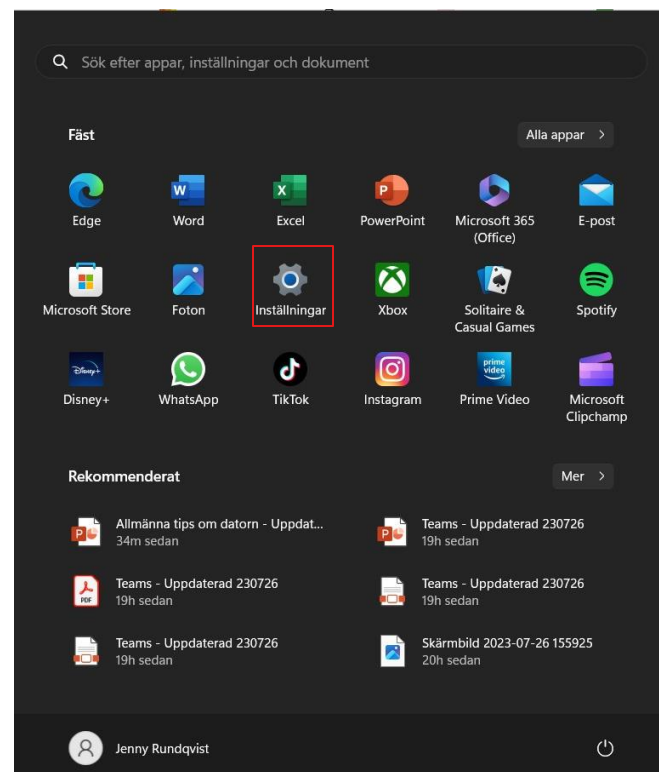 Sök efter appar, inställningar och dokument
Fäst
Alla appar >
Edge
Word
Excel
PowerPoint
Microsoft 365
(Office)
E-post
Microsoft Store
Foton
Inställningar
Xbox
Solitaire &
Casual Games
Spotify
Disney+
WhatsApp
TikTok
Instagram
prime
video
Prime Video
Microsoft
Clipchamp
Rekommenderat
Mer >
Allmänna tips om datorn - Uppdat...
34m sedan
Teams - Uppdaterad 230726
19h sedan
PDF
Teams - Uppdaterad 230726
19h sedan
Teams - Uppdaterad 230726
19h sedan
Teams - Uppdaterad 230726
19h sedan
Skärmbild 2023-07-26 155925
20h sedan
Jenny Rundqvist